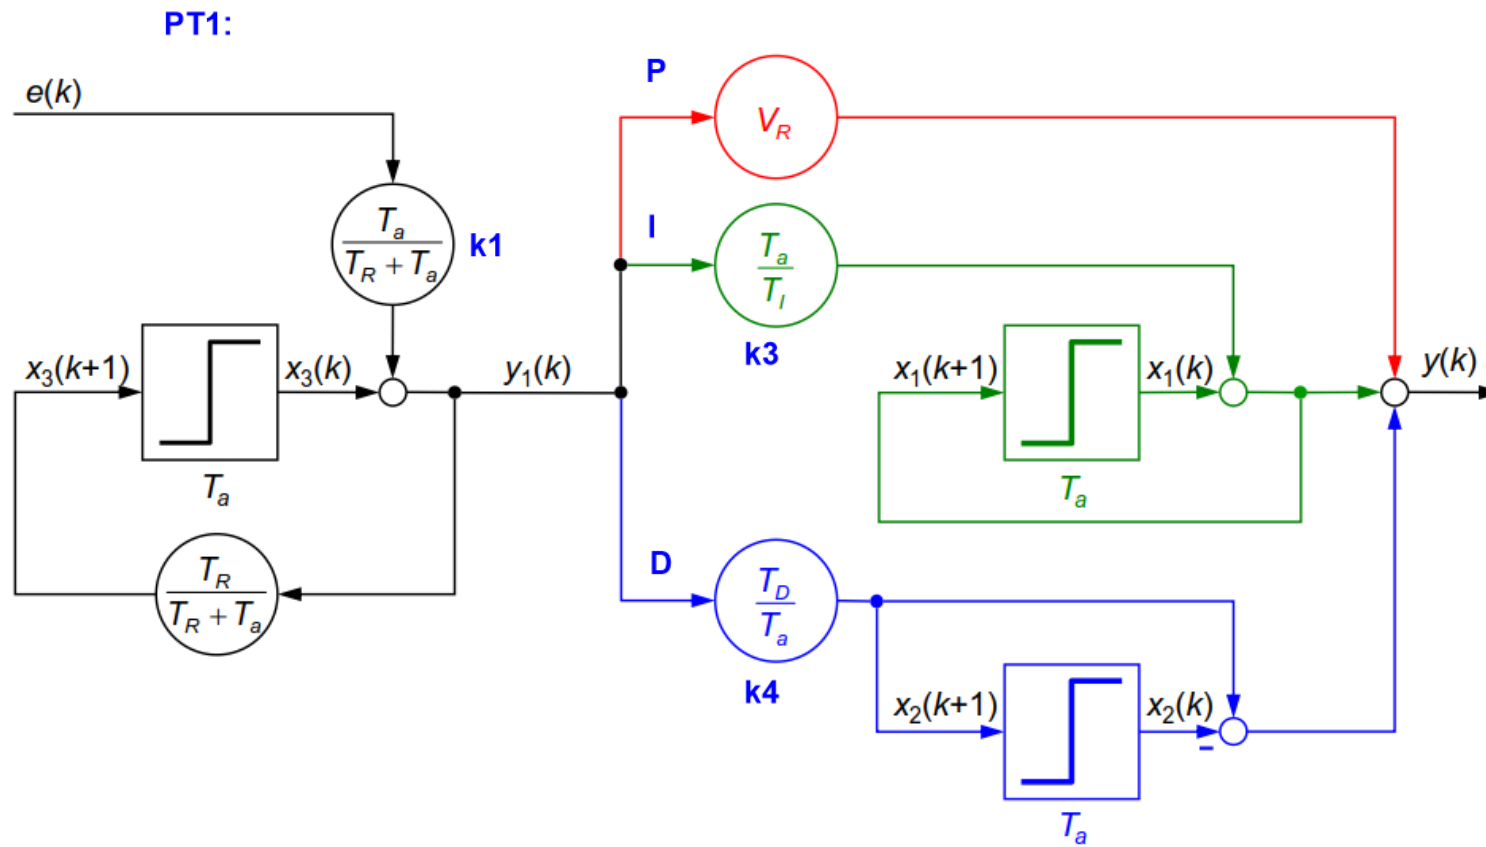 PT1:
e(k)
P
V_R
T_a
T_R + T_a
k1
I
T_a
T_I
k3
x_3(k+1)
x_3(k)
y_1(k)
x_1(k+1)
x_1(k)
y(k)
T_a
T_a
T_R
T_R + T_a
D
T_D
T_a
k4
x_2(k+1)
x_2(k)
-
T_a